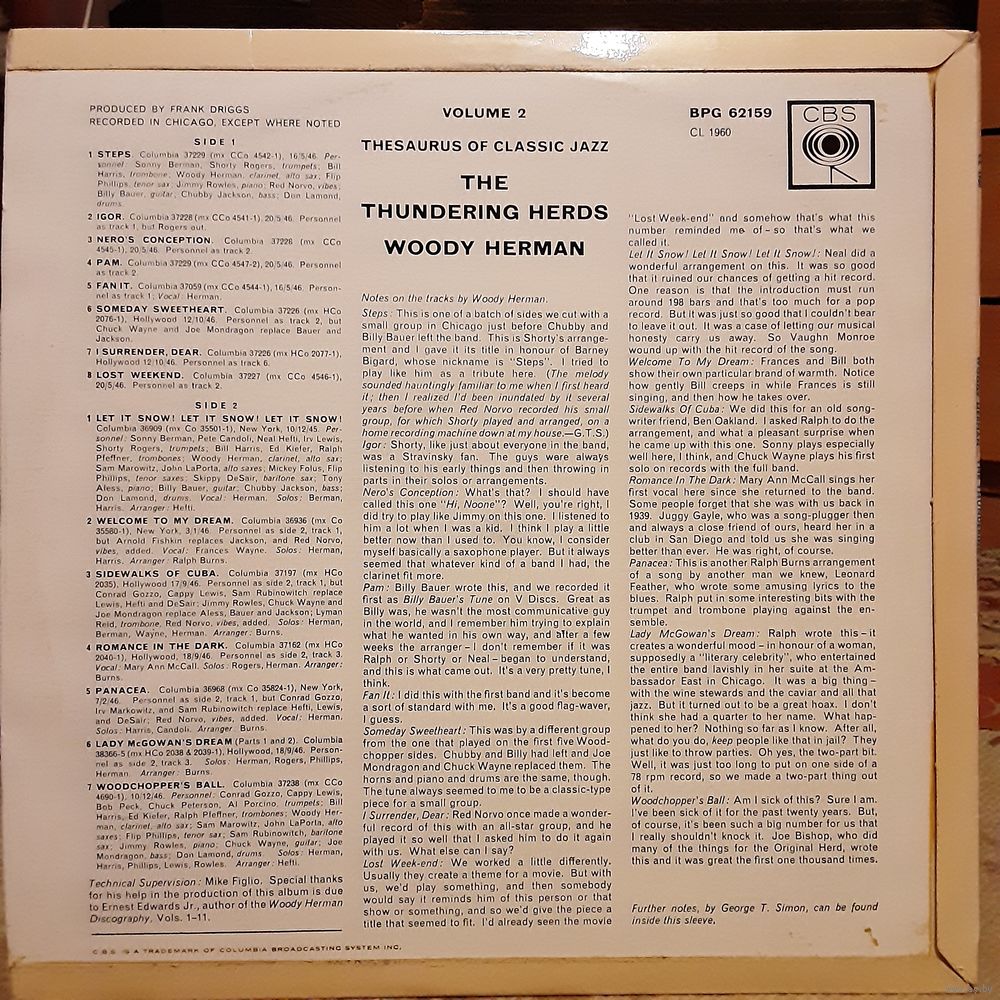 PRODUCED BY FRANK DRIGGS
RECORDED IN CHICAGO, EXCEPT WHERE NOTED
SIDE 1
1 STEPS. Columbia 37229 (mx CCo 4542-1), 16/5/46. Per-
sonnel: Sonny Berman, Shorty Rogers, trumpets; Bill
Harris, trombone; Woody Herman, clarinet, alto sax; Flip
Phillips, tenor sax; Jimmy Rowles, piano; Red Norvo, vibes;
Billy Bauer, guitar; Chubby Jackson, bass; Don Lamond,
drums.
2 IGOR. Columbia 37228 (mx CCo 4541-1), 20/5/46. Personnel
as track 1, but Rogers out.
3 NERO'S CONCEPTION. Columbia 37228 (mx CCo
4545-1), 20/5/46. Personnel as track 2.
4 PAM. Columbia 37229 (mx CCo 4547-2), 20/5/46. Personnel
as track 2.
5 FAN IT. Columbia 37059 (mx CCo 4544-1), 16/5/46. Person-
nel as track 1; Vocal: Herman.
6 SOMEDAY SWEETHEART. Columbia 37226 (mx HCo
2076-1), Hollywood 12/10/46. Personnel as track 2, but
Chuck Wayne and Joe Mondragon replace Bauer and
Jackson.
7 I SURRENDER, DEAR. Columbia 37226 (mx HCo 2077-1),
Hollywood 12/10/46. Personnel as track 6.
8 LOST WEEKEND. Columbia 37227 (mx CCo 4546-1),
20/5/46. Personnel as track 2.
SIDE 2
1 LET IT SNOW! LET IT SNOW! LET IT SNOW!
Columbia 36909 (mx Co 35501-1), New York, 10/12/45. Per-
sonnel: Sonny Berman, Pete Candoli, Neal Hefti, Irv Lewis,
Shorty Rogers, trumpets; Bill Harris, Ed Kiefer, Ralph
Pfeffner, trombones; Woody Herman, clarinet, alto sax;
Sam Marowitz, John LaPorta, alto saxes; Mickey Folus, Flip
Phillips, tenor saxes; Skippy DeSair, baritone sax; Tony
Aless, piano; Billy Bauer, guitar; Chubby Jackson, bass;
Don Lamond, drums. Vocal: Herman. Solos: Berman,
Harris. Arranger: Hefti.
2 WELCOME TO MY DREAM. Columbia 36936 (mx Co
35580-1), New York, 3/1/46. Personnel as side 2, track 1,
but Arnold Fishkin replaces Jackson, and Red Norvo,
vibes, added. Vocal: Frances Wayne. Solos: Herman,
Harris. Arranger: Ralph Burns.
3 SIDEWALKS OF CUBA. Columbia 37197 (mx HCo
2035), Hollywood 17/9/46. Personnel as side 2, track 1, but
Conrad Gozzo, Cappy Lewis, Sam Rubinowitch replace
Lewis, Hefti and DeSair; Jimmy Rowles, Chuck Wayne and
Joe Mondragon replace Aless, Bauer and Jackson; Lyman
Reid, trombone, Red Norvo, vibes, added. Solos: Herman,
Berman, Wayne, Herman. Arranger: Burns.
4 ROMANCE IN THE DARK. Columbia 37162 (mx HCo
2040-1), Hollywood, 18/9/46. Personnel as side 2, track 3.
Vocal: Mary Ann McCall. Solos: Rogers, Herman. Arranger:
Burns.
5 PANACEA. Columbia 36968 (mx Co 35824-1), New York,
7/2/46. Personnel as side 2, track 1, but Conrad Gozzo,
Irv Markowitz, and Sam Rubinwitch replace Hefti, Lewis,
and DeSair; Red Norvo, vibes, added. Vocal: Herman.
Solos: Harris, Candoli. Arranger: Burns.
6 LADY McGOWAN'S DREAM (Parts 1 and 2). Columbia
38366-5 (mx HCo 2038 & 2039-1), Hollywood, 18/9/46. Person-
nel as side 2, track 3. Solos: Herman, Rogers, Phillips,
Herman. Arranger: Burns.
7 WOODCHOPPER'S BALL. Columbia 37238 (mx CCo
4690-1). 10/12/46. Personnel: Conrad Gozzo, Cappy Lewis,
Bob Peck, Chuck Peterson, Al Porcino, trumpets; Bill
Harris, Ed Kiefer, Ralph Pfeffner, trombones; Woody Her-
man, clarinet, alto sax; Sam Marowitz, John LaPorta, alto
saxes; Flip Phillips, tenor sax; Sam Rubinwitch, baritone
sax; Jimmy Rowles, piano; Chuck Wayne, guitar; Joe
Mondragon, bass; Don Lamond, drums. Solos: Herman,
Harris, Phillips, Lewis, Rowles. Arranger: Hefti.
Technical Supervision: Mike Figlio. Special thanks
for his help in the production of this album is due
to Ernest Edwards Jr., author of the Woody Herman
Discography, Vols. 1-11.
C.B.S. IS A TRADEMARK OF COLUMBIA BROADCASTING SYSTEM INC.
VOLUME 2
THESAURUS OF CLASSIC JAZZ
THE
THUNDERING HERDS
WOODY HERMAN
Notes on the tracks by Woody Herman.
Steps: This is one of a batch of sides we cut with a
small group in Chicago just before Chubby and
Billy Bauer left the band. This is Shorty's arrange-
ment and I gave it its title in honour of Barney
Bigard, whose nickname is "Steps". I tried to
play like him as a tribute here. (The melody
sounded hauntingly familiar to me when I first heard
it; then I realized I'd been inundated by it several
years before when Red Norvo recorded his small
group, for which Shorty played and arranged, on a
home recording machine down at my house.—G.T.S.)
Igor: Shorty, like just about everyone in the band,
was a Stravinsky fan. The guys were always
listening to his early things and then throwing in
parts in their solos or arrangements.
Nero's Conception: What's that? I should have
called this one "Hi, Noone"? Well, you're right, I
did try to play like Jimmy on this one. I listened to
him a lot when I was a kid. I think I play a little
better now than I used to. You know, I consider
myself basically a saxophone player. But it always
seemed that whatever kind of a band I had, the
clarinet fit more.
Pam: Billy Bauer wrote this, and we recorded it
first as Billy Bauer's Tune on V Discs. Great as
Billy was, he wasn't the most communicative guy
in the world, and I remember him trying to explain
what he wanted in his own way, and after a few
weeks the arranger – I don't remember if it was
Ralph or Shorty or Neal – began to understand,
and this is what came out. It's a very pretty tune, I
think.
Fan It: I did this with the first band and it's become
a sort of standard with me. It's a good flag-waver,
I guess.
Someday Sweetheart: This was by a different group
from the one that played on the first five Wood-
chopper sides. Chubby and Billy had left and Joe
Mondragon and Chuck Wayne replaced them. The
horns and piano and drums are the same, though.
The tune always seemed to me to be a classic-type
piece for a small group.
I Surrender, Dear: Red Norvo once made a wonder-
ful record of this with an all-star group, and he
played it so well that I asked him to do it again
with us. What else can I say?
Lost Week-end: We worked a little differently.
Usually they create a theme for a movie. But with
us, we'd play something, and then somebody
would say it reminds him of this person or that
show or something, and so we'd give the piece a
title that seemed to fit. I'd already seen the movie
BPG 62159
CL 1960
CBS
"Lost Week-end" and somehow that's what this
number reminded me of – so that's what we
called it.
Let It Snow! Let It Snow! Let It Snow!: Neal did a
wonderful arrangement on this. It was so good
that it ruined our chances of getting a hit record.
One reason is that the introduction must run
around 198 bars and that's too much for a pop
record. But it was just so good that I couldn't bear
to leave it out. It was a case of letting our musical
honesty carry us away. So Vaughn Monroe
wound up with the hit record of the song.
Welcome To My Dream: Frances and Bill both
show their own particular brand of warmth. Notice
how gently Bill creeps in while Frances is still
singing, and then how he takes over.
Sidewalks Of Cuba: We did this for an old song-
writer friend, Ben Oakland. I asked Ralph to do the
arrangement, and what a pleasant surprise when
he came up with this one. Sonny plays especially
well here, I think, and Chuck Wayne plays his first
solo on records with the full band.
Romance In The Dark: Mary Ann McCall sings her
first vocal here since she returned to the band.
Some people forget that she was with us back in
1939. Juggy Gayle, who was a song-plugger then
and always a close friend of ours, heard her in a
club in San Diego and told us she was singing
better than ever. He was right, of course.
Panacea: This is another Ralph Burns arrangement
of a song by another man we knew, Leonard
Feather, who wrote some amusing lyrics to the
blues. Ralph put in some interesting bits with the
trumpet and trombone playing against the en-
semble.
Lady McGowan's Dream: Ralph wrote this – it
creates a wonderful mood – in honour of a woman,
supposedly a "literary celebrity", who entertained
the entire band lavishly in her suite at the Am-
bassador East in Chicago. It was a big thing –
with the wine stewards and the caviar and all that
jazz. But it turned out to be a great hoax. I don't
think she had a quarter to her name. What hap-
pened to her? Nothing so far as I know. After all,
what do you do, keep people like that in jail? They
just like to throw parties. Oh yes, the two-part bit.
Well, it was just too long to put on one side of a
78 rpm record, so we made a two-part thing out
of it.
Woodchopper's Ball: Am I sick of this? Sure I am.
I've been sick of it for the past twenty years. But,
of course, it's been such a big number for us that
I really shouldn't knock it. Joe Bishop, who did
many of the things for the Original Herd, wrote
this and it was great the first one thousand times.
Further notes, by George T. Simon, can be found
inside this sleeve.